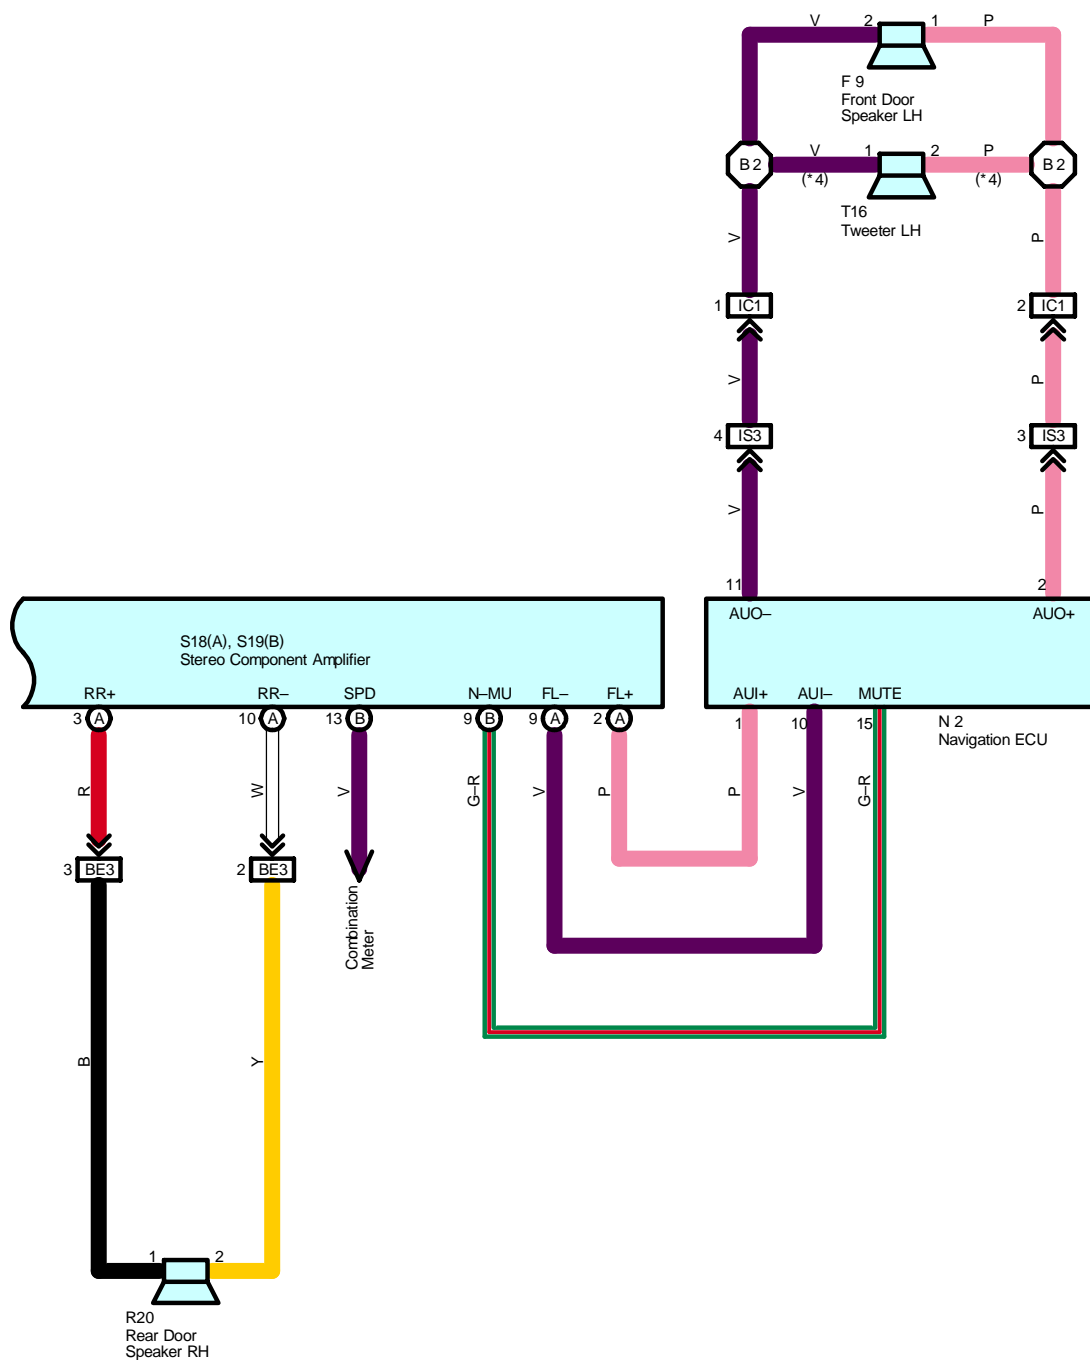 V 2 1 P
F 9
Front Door
Speaker LH
B 2 V 1 2 P B 2
(*4) (*4)
T16
Tweeter LH
V P
1 IC1 2 IC1
V P
4 IS3 3 IS3
V P
11 2
AUO– AUO+
S18(A), S19(B)
Stereo Component Amplifier
RR+ RR– SPD N–MU FL– FL+ AUI+ AUI– MUTE
3 A 10 A 13 B 9 B 9 A 2 A 1 10 15
N 2
Navigation ECU
R W V G–R V P P V G–R
3 BE3 2 BE3
Combination
Meter
B Y
1 2
R20
Rear Door
Speaker RH